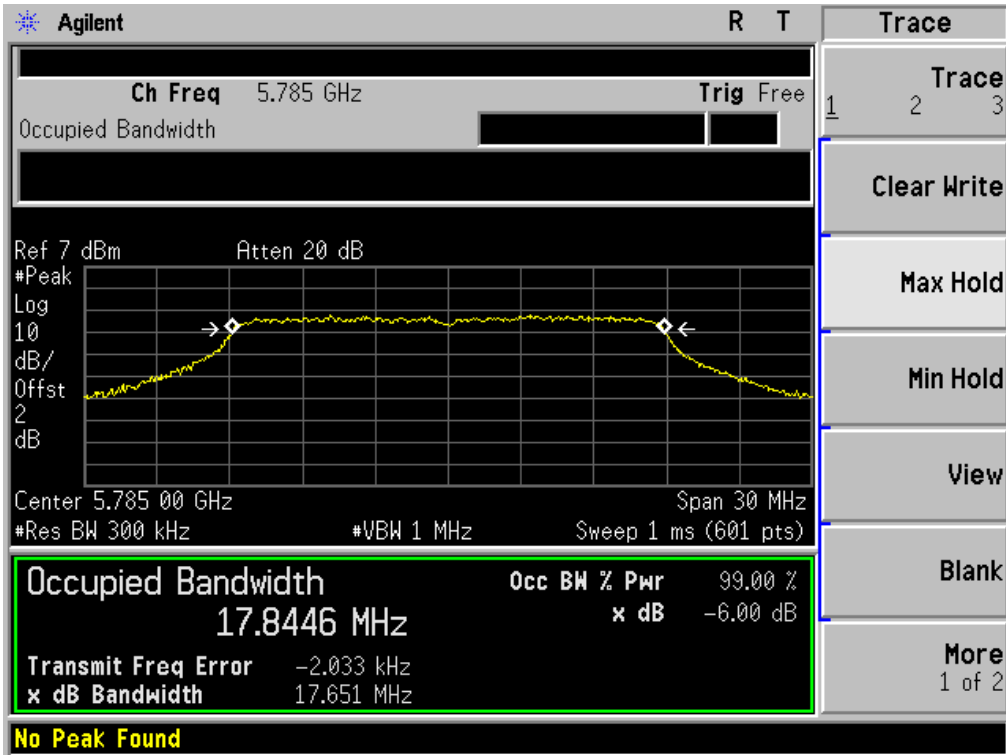 Agilent R T
Ch Freq 5.785 GHz Trig Free
Occupied Bandwidth
Ref 7 dBm Atten 20 dB
#Peak
Log
10
dB/
Offst
2
dB
Center 5.785 00 GHz Span 30 MHz
#Res BW 300 kHz #VBW 1 MHz Sweep 1 ms (601 pts)
Occupied Bandwidth Occ BW % Pwr 99.00 %
17.8446 MHz x dB -6.00 dB
Transmit Freq Error -2.033 kHz
x dB Bandwidth 17.651 MHz
No Peak Found
Trace
Trace
1 2 3
Clear Write
Max Hold
Min Hold
View
Blank
More
1 of 2